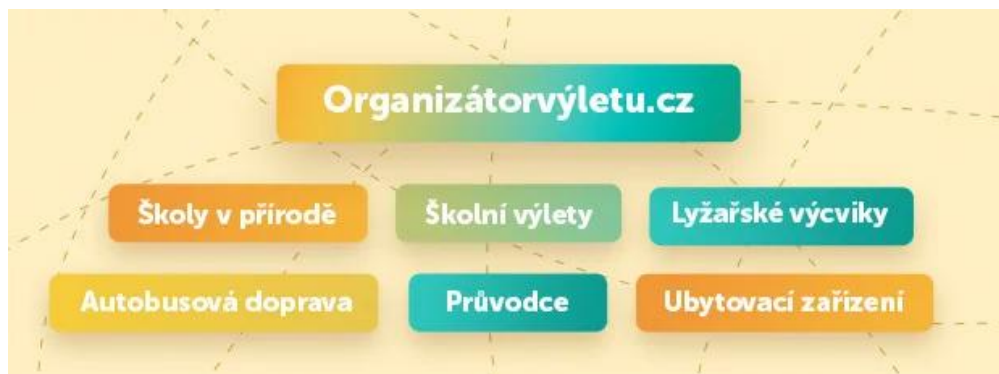 Organizátorvýletu.cz
Školy v přírodě
Školní výlety
Lyžařské výcviky
Autobusová doprava
Průvodce
Ubytovací zařízení